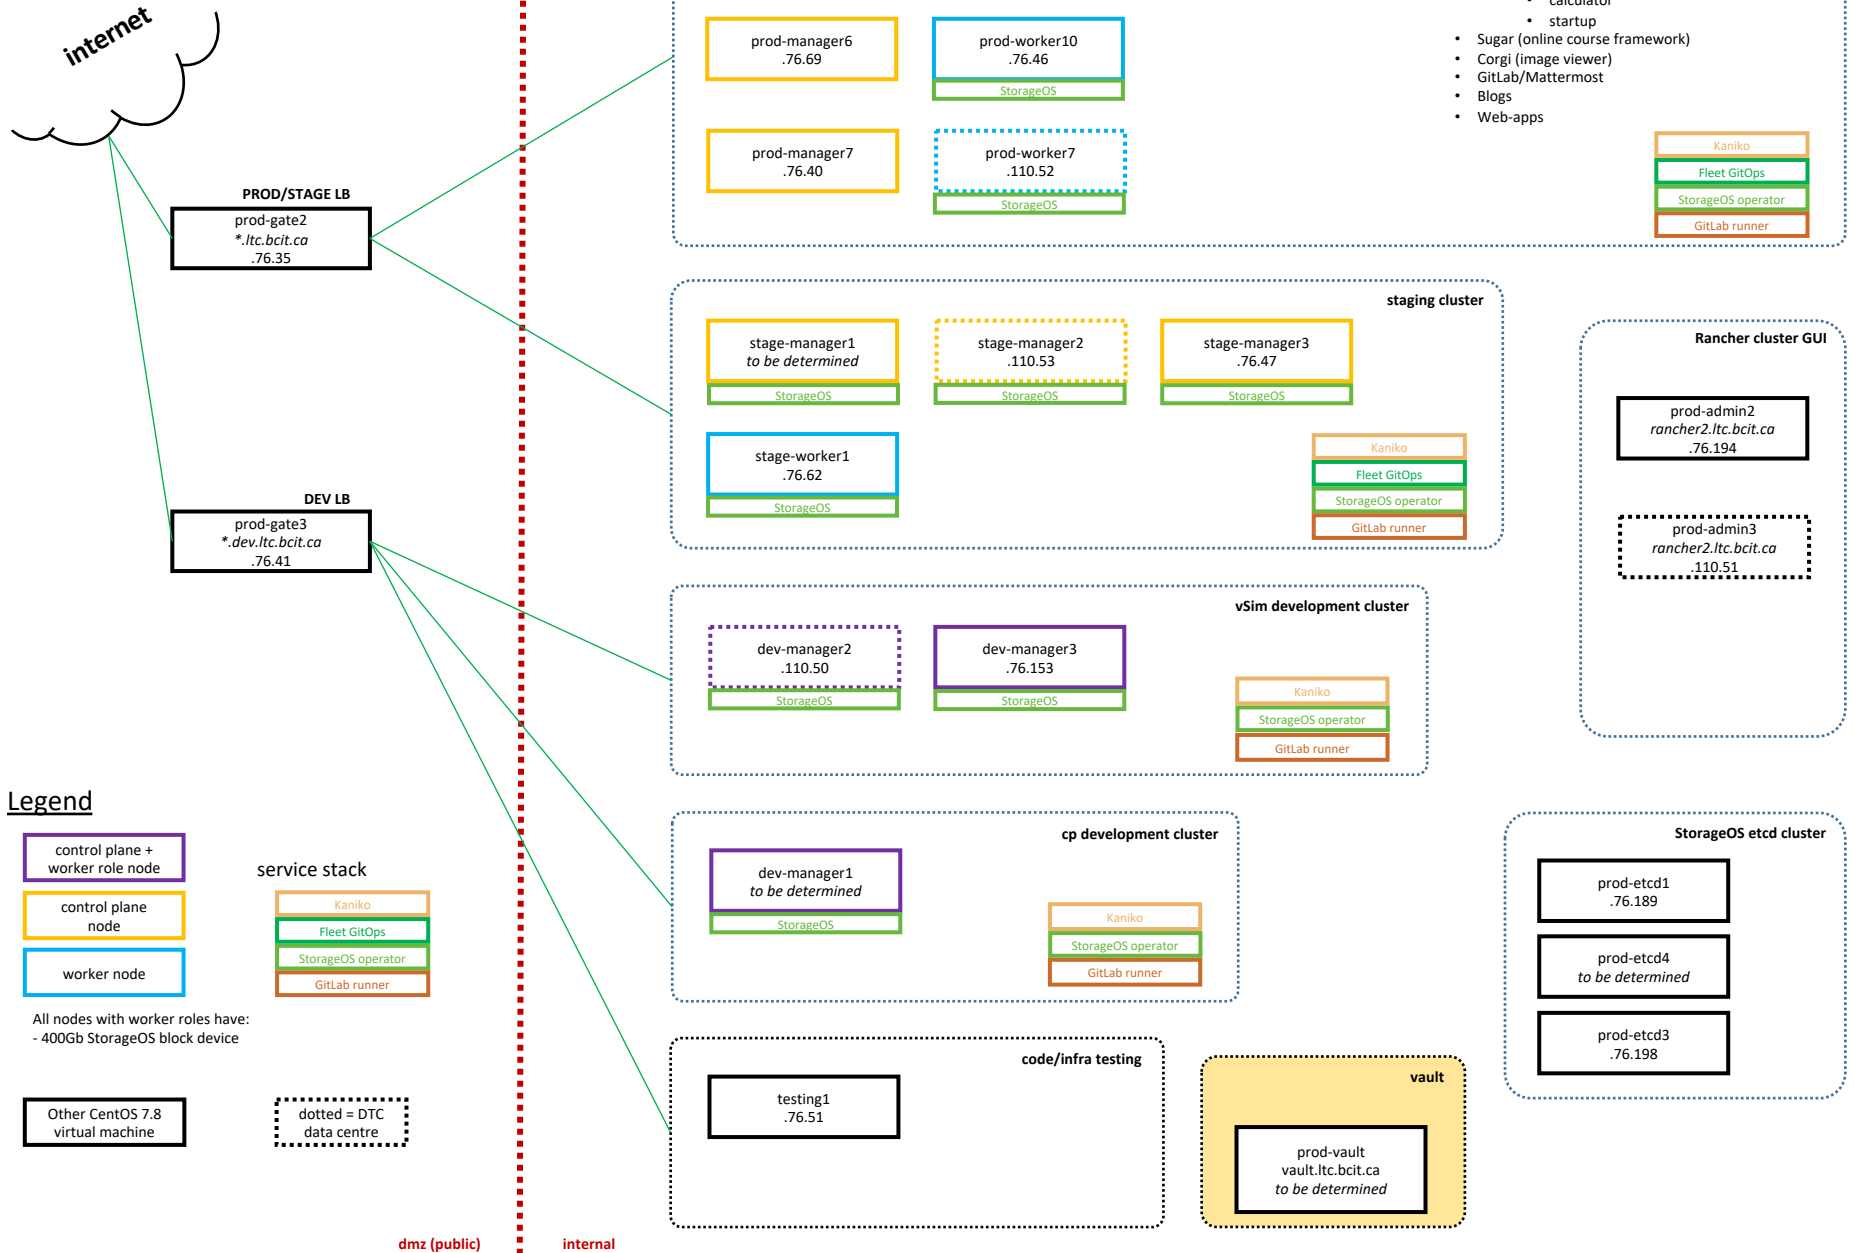 internet
PROD/STAGE LB
prod-gate2
*.ltc.bcit.ca
.76.35
DEV LB
prod-gate3
*.dev.ltc.bcit.ca
.76.41
prod-manager6
.76.69
prod-worker10
.76.46
StorageOS
prod-manager7
.76.40
prod-worker7
.110.52
StorageOS
• calculator
• startup
• Sugar (online course framework)
• Corgi (image viewer)
• GitLab/Mattermost
• Blogs
• Web-apps
Kaniko
Fleet GitOps
StorageOS operator
GitLab runner
staging cluster
stage-manager1
to be determined
StorageOS
stage-manager2
.110.53
StorageOS
stage-manager3
.76.47
StorageOS
stage-worker1
.76.62
StorageOS
Kaniko
Fleet GitOps
StorageOS operator
GitLab runner
Rancher cluster GUI
prod-admin2
rancher2.ltc.bcit.ca
.76.194
prod-admin3
rancher2.ltc.bcit.ca
.110.51
vSim development cluster
dev-manager2
.110.50
StorageOS
dev-manager3
.76.153
StorageOS
Kaniko
StorageOS operator
GitLab runner
cp development cluster
dev-manager1
to be determined
StorageOS
Kaniko
StorageOS operator
GitLab runner
StorageOS etcd cluster
prod-etcd1
.76.189
prod-etcd4
to be determined
prod-etcd3
.76.198
code/infra testing
testing1
.76.51
vault
prod-vault
vault.ltc.bcit.ca
to be determined
Legend
control plane +
worker role node
control plane
node
worker node
service stack
Kaniko
Fleet GitOps
StorageOS operator
GitLab runner
All nodes with worker roles have:
- 400Gb StorageOS block device
Other CentOS 7.8
virtual machine
dotted = DTC
data centre
dmz (public)
internal